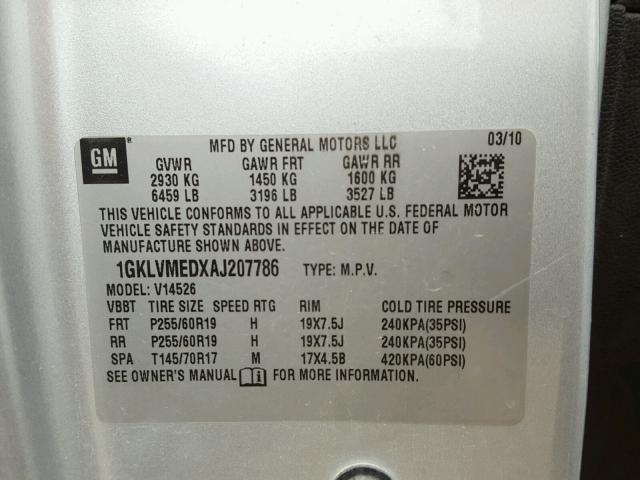 GM®
MFD BY GENERAL MOTORS LLC 03/10
GVWR GAWR FRT GAWR RR
2930 KG 1450 KG 1600 KG
6459 LB 3196 LB 3527 LB
THIS VEHICLE CONFORMS TO ALL APPLICABLE U.S. FEDERAL MOTOR
VEHICLE SAFETY STANDARDS IN EFFECT ON THE DATE OF
MANUFACTURE SHOWN ABOVE.
1GKLVMEDXAJ207786 TYPE: M.P.V.
MODEL: V14526
VBBT TIRE SIZE SPEED RTG RIM COLD TIRE PRESSURE
FRT P255/60R19 H 19X7.5J 240KPA(35PSI)
RR P255/60R19 H 19X7.5J 240KPA(35PSI)
SPA T145/70R17 M 17X4.5B 420KPA(60PSI)
SEE OWNER'S MANUAL FOR MORE INFORMATION.